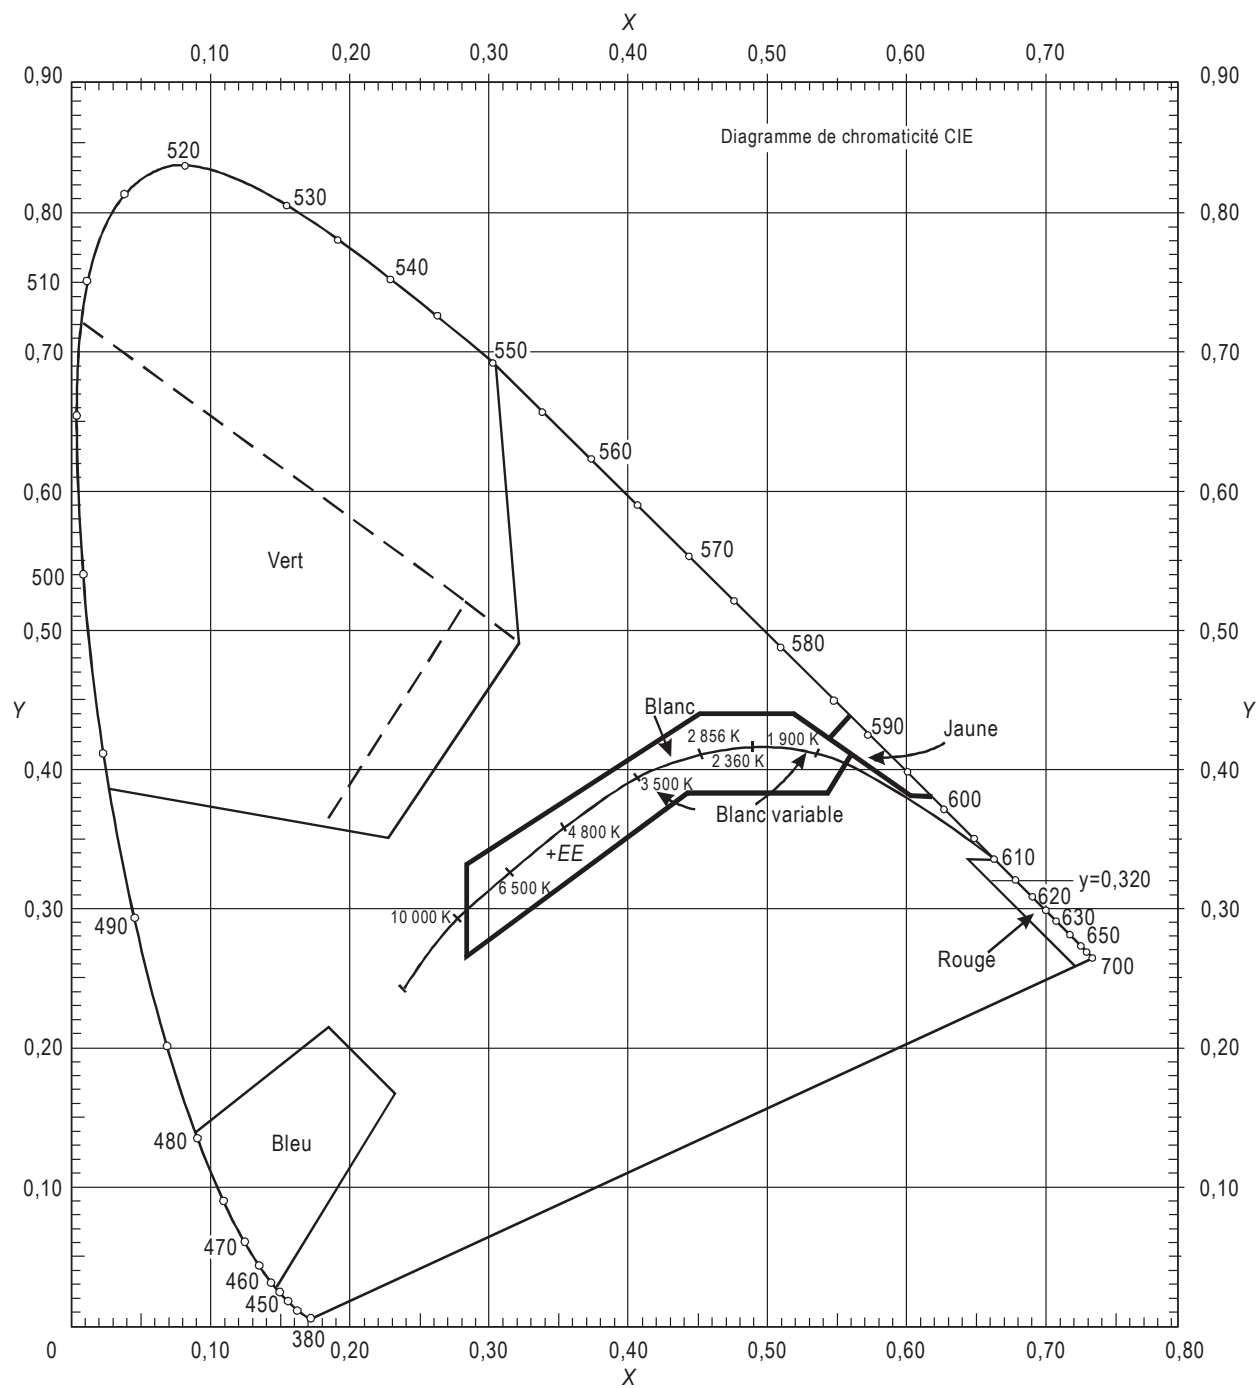 X
0,10 0,20 0,30 0,40 0,50 0,60 0,70
0,90 0,90
Diagramme de chromaticité CIE
520
530
0,80 0,80
540
510
0,70 550 0,70
560
0,60 0,60
570
Vert
500
0,50 0,50
580
Y Blanc Y
590 Jaune
2 856 K 1 900 K
2 360 K
0,40 0,40
3 500 K
600
Blanc variable
4 800 K
+EE
610
6 500 K
y=0,320
620
0,30 10 000 K 0,30
630
490
650
Rouge
700
0,20 0,20
480 Bleu
0,10 0,10
470
460
450
380
0 0,10 0,20 0,30 0,40 0,50 0,60 0,70 0,80
X